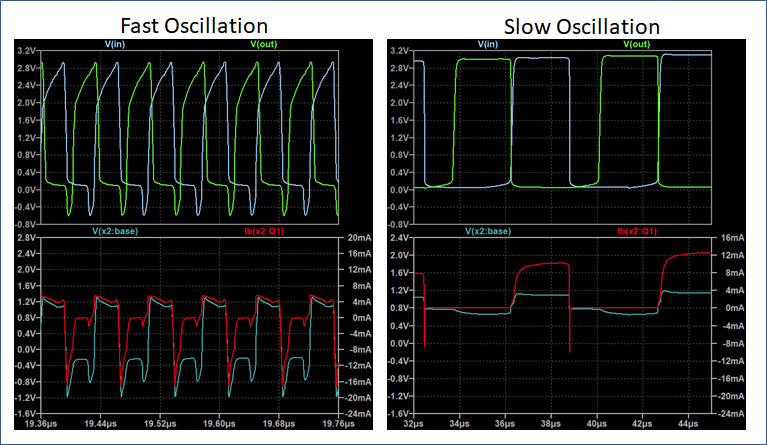 Fast Oscillation
Slow Oscillation
V(in) V(out)
3.2V
2.8V
2.4V
2.0V
1.6V
1.2V
0.8V
0.4V
0.0V
-0.4V
-0.8V
V(x2:base) Ib(x2:Q1)
2.8V 20mA
2.4V 16mA
2.0V 12mA
1.6V 8mA
1.2V 4mA
0.8V 0mA
0.4V -4mA
0.0V -8mA
-0.4V -12mA
-0.8V -16mA
-1.2V -20mA
-1.6V -24mA
19.36µs 19.44µs 19.52µs 19.60µs 19.68µs 19.76µs
V(in) V(out)
3.2V
2.8V
2.4V
2.0V
1.6V
1.2V
0.8V
0.4V
0.0V
-0.4V
-0.8V
V(x2:base) Ib(x2:Q1)
2.4V 16mA
2.0V 12mA
1.6V 8mA
1.2V 4mA
0.8V 0mA
0.4V -4mA
0.0V -8mA
-0.4V -12mA
-0.8V -16mA
-1.2V -20mA
-1.6V -24mA
32µs 34µs 36µs 38µs 40µs 42µs 44µs